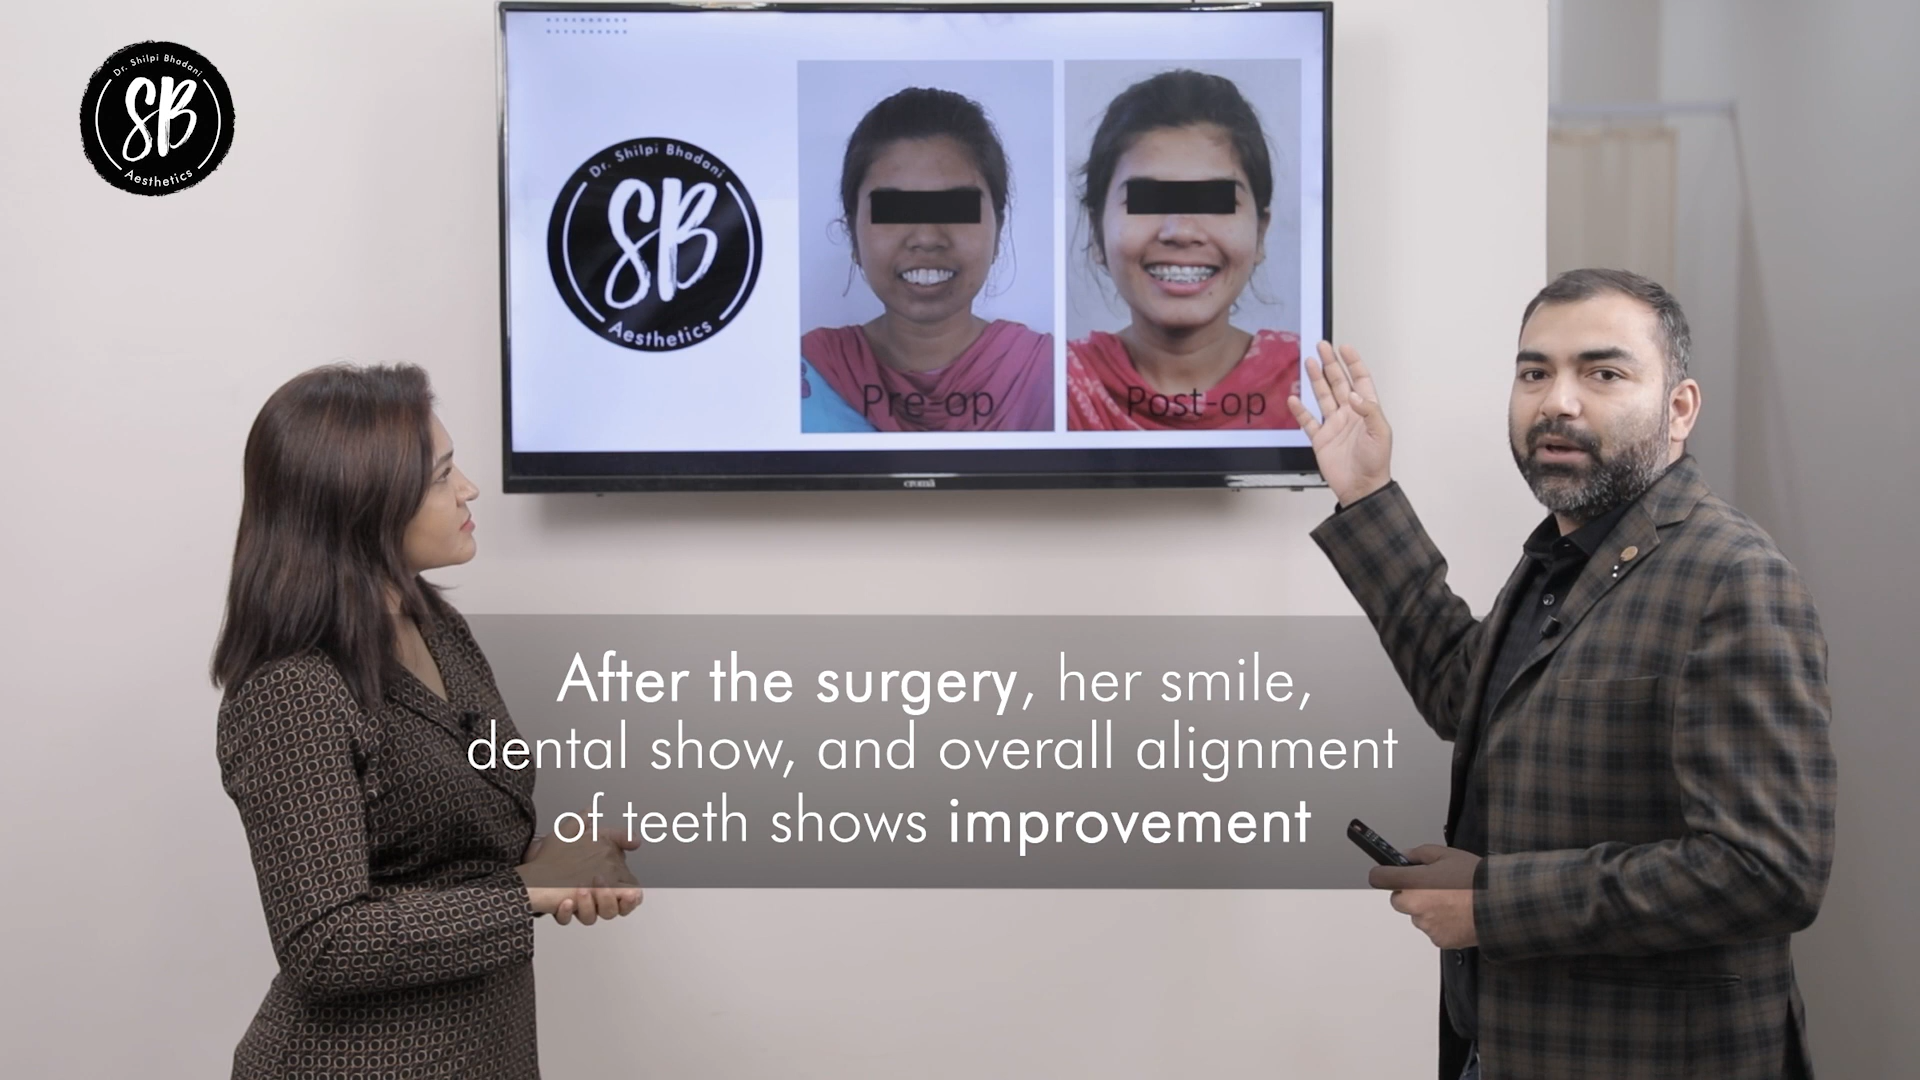 Dr. Shilpi Bhadani
SB
Aesthetics
Dr. Shilpi Bhadani
SB
Aesthetics
Pre-op
Post-op
croma
After the surgery, her smile,
dental show, and overall alignment
of teeth shows improvement